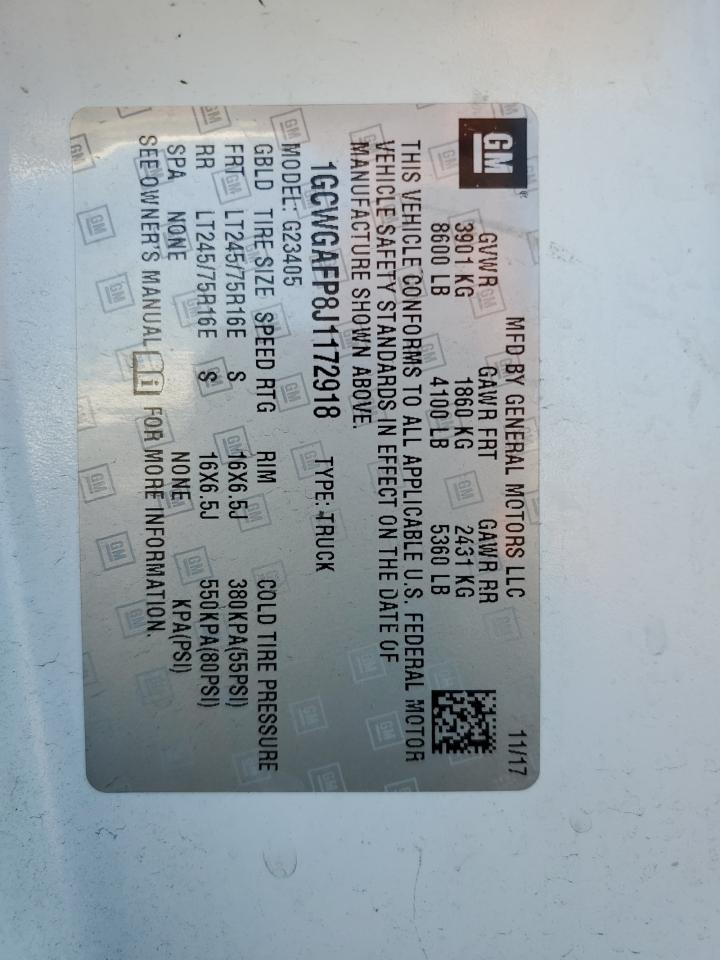 MFD BY GENERAL MOTORS LLC 11/17
GM
GVWR GAWR FRT GAWR RR
3901 KG 1860 KG 2431 KG
8600 LB 4100 LB 5360 LB
THIS VEHICLE CONFORMS TO ALL APPLICABLE U.S. FEDERAL MOTOR
VEHICLE SAFETY STANDARDS IN EFFECT ON THE DATE OF
MANUFACTURE SHOWN ABOVE.
1GCWGAFP8J1172918 TYPE: TRUCK
MODEL: G23405
GBLD TIRE SIZE SPEED RTG RIM COLD TIRE PRESSURE
FRT LT245/75R16E S 16X6.5J 380KPA(55PSI)
RR LT245/75R16E S 16X6.5J 550KPA(80PSI)
SPA NONE NONE KPA(PSI)
SEE OWNER'S MANUAL i FOR MORE INFORMATION.